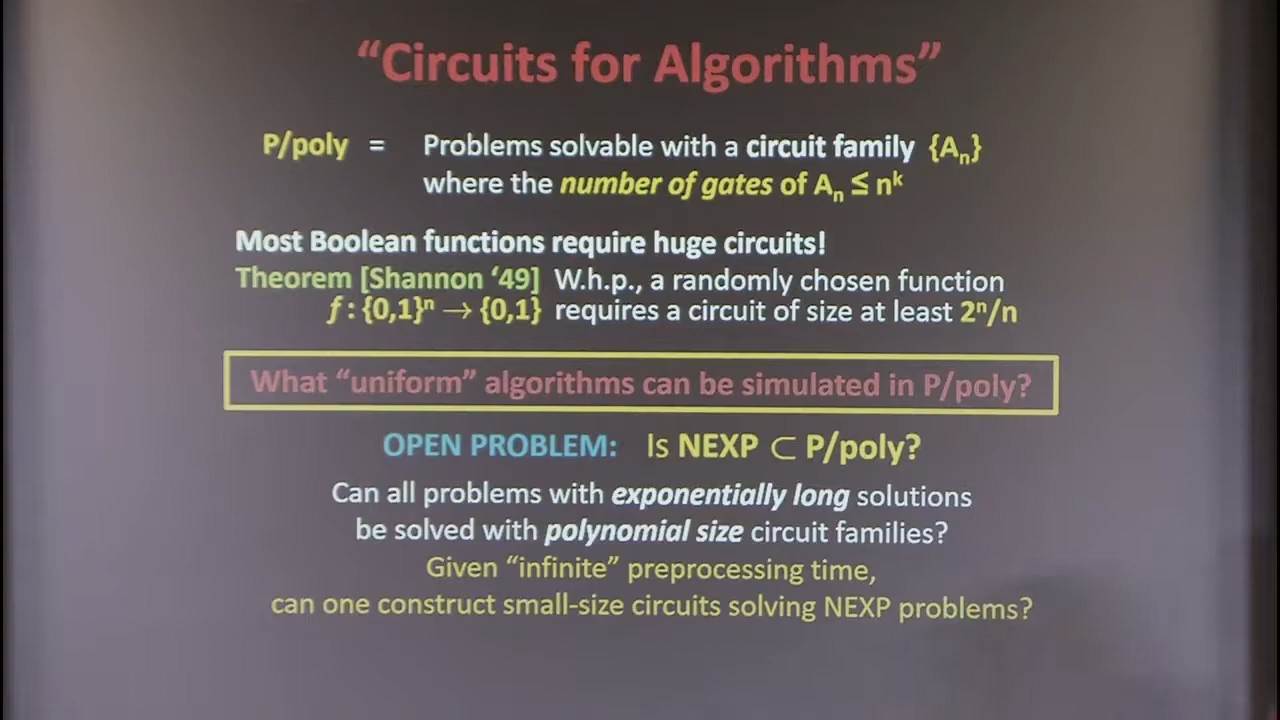 “Circuits for Algorithms”
P/poly = Problems solvable with a circuit family {Aₙ}
where the number of gates of Aₙ ≤ nᵏ
Most Boolean functions require huge circuits!
Theorem [Shannon ‘49] W.h.p., a randomly chosen function
f : {0,1}ⁿ → {0,1} requires a circuit of size at least 2ⁿ/n
What “uniform” algorithms can be simulated in P/poly?
OPEN PROBLEM: Is NEXP ⊂ P/poly?
Can all problems with exponentially long solutions
be solved with polynomial size circuit families?
Given “infinite” preprocessing time,
can one construct small-size circuits solving NEXP problems?